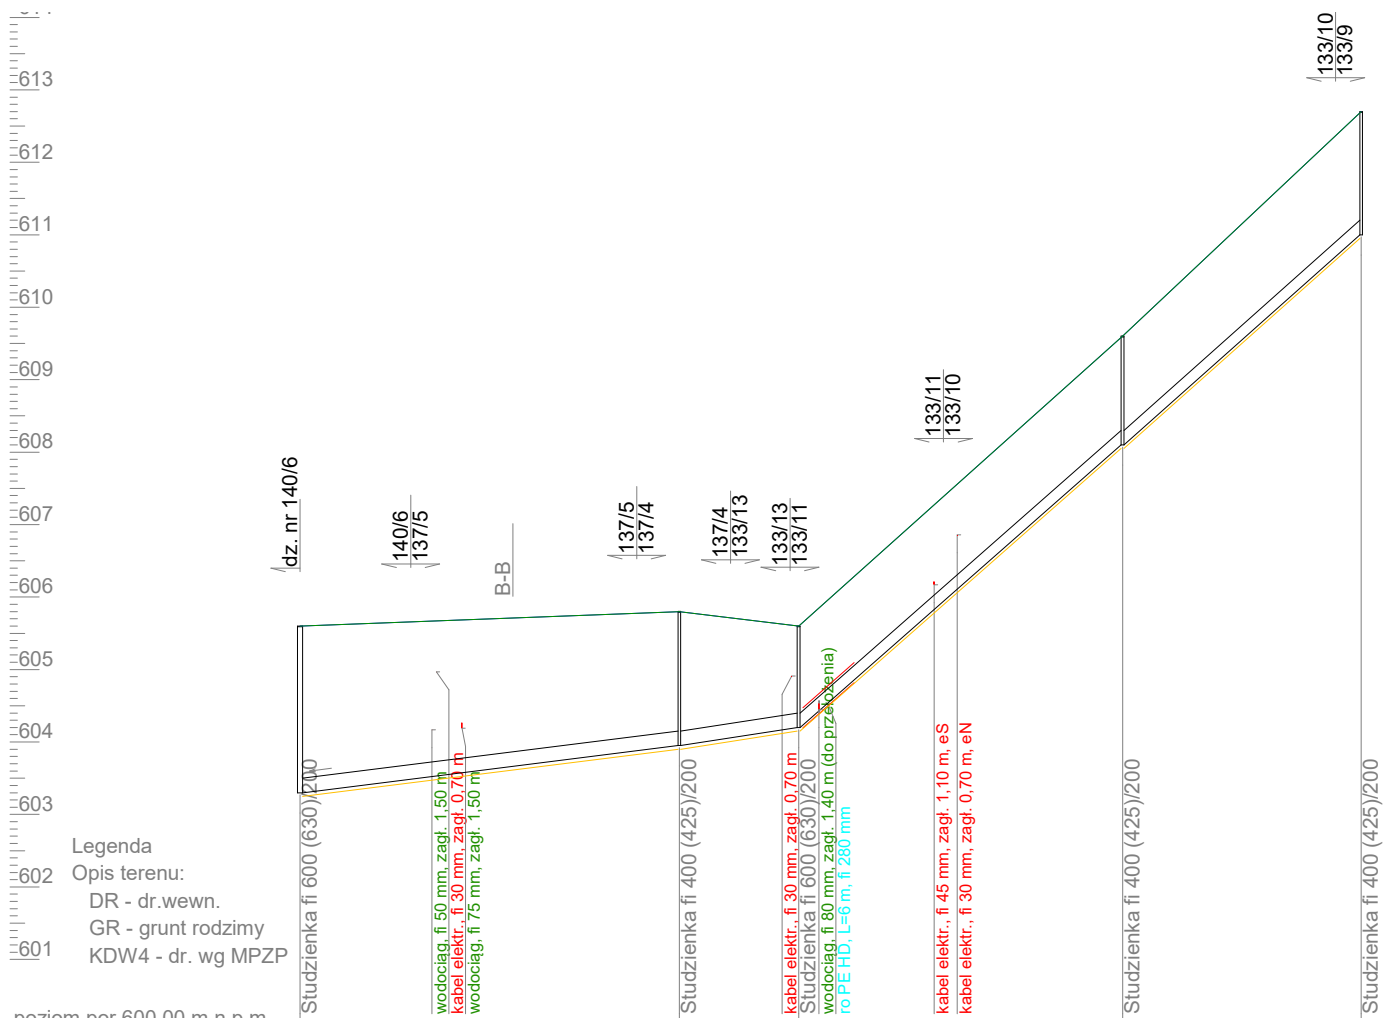 613
612
611
610
609
608
607
606
605
604
603
602
601
133/10
133/9
133/11
133/10
dz. nr 140/6
140/6
137/5
B-B
137/5
137/4
137/4
133/13
133/13
133/11
Legenda
Opis terenu:
DR - dr.wewn.
GR - grunt rodzimy
KDW4 - dr. wg MPZP
Studzienka fi 600 (630)/200
wodociąg, fi 50 mm, zagł. 1,50 m
kabel elektr., fi 30 mm, zagł. 0,70 m
wodociąg, fi 75 mm, zagł. 1,50 m
Studzienka fi 400 (425)/200
kabel elektr., fi 30 mm, zagł. 0,70 m
Studzienka fi 600 (630)/200
wodociąg, fi 80 mm, zagł. 1,40 m (do przełożenia)
ro PE HD, L=6 m, fi 280 mm
kabel elektr., fi 45 mm, zagł. 1,10 m, eS
kabel elektr., fi 30 mm, zagł. 0,70 m, eN
Studzienka fi 400 (425)/200
Studzienka fi 400 (425)/200
poziom por.600,00 m n.p.m.